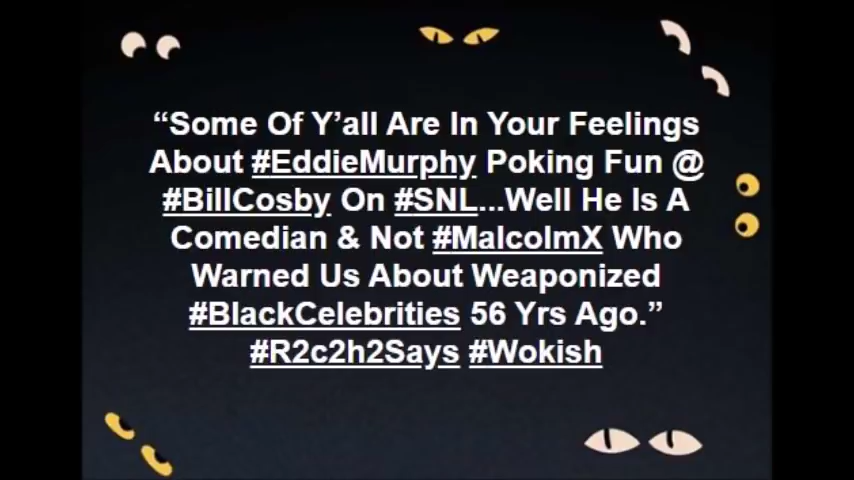 “Some Of Y’all Are In Your Feelings
About #EddieMurphy Poking Fun @
#BillCosby On #SNL...Well He Is A
Comedian & Not #MalcolmX Who
Warned Us About Weaponized
#BlackCelebrities 56 Yrs Ago.”
#R2c2h2Says #Wokish